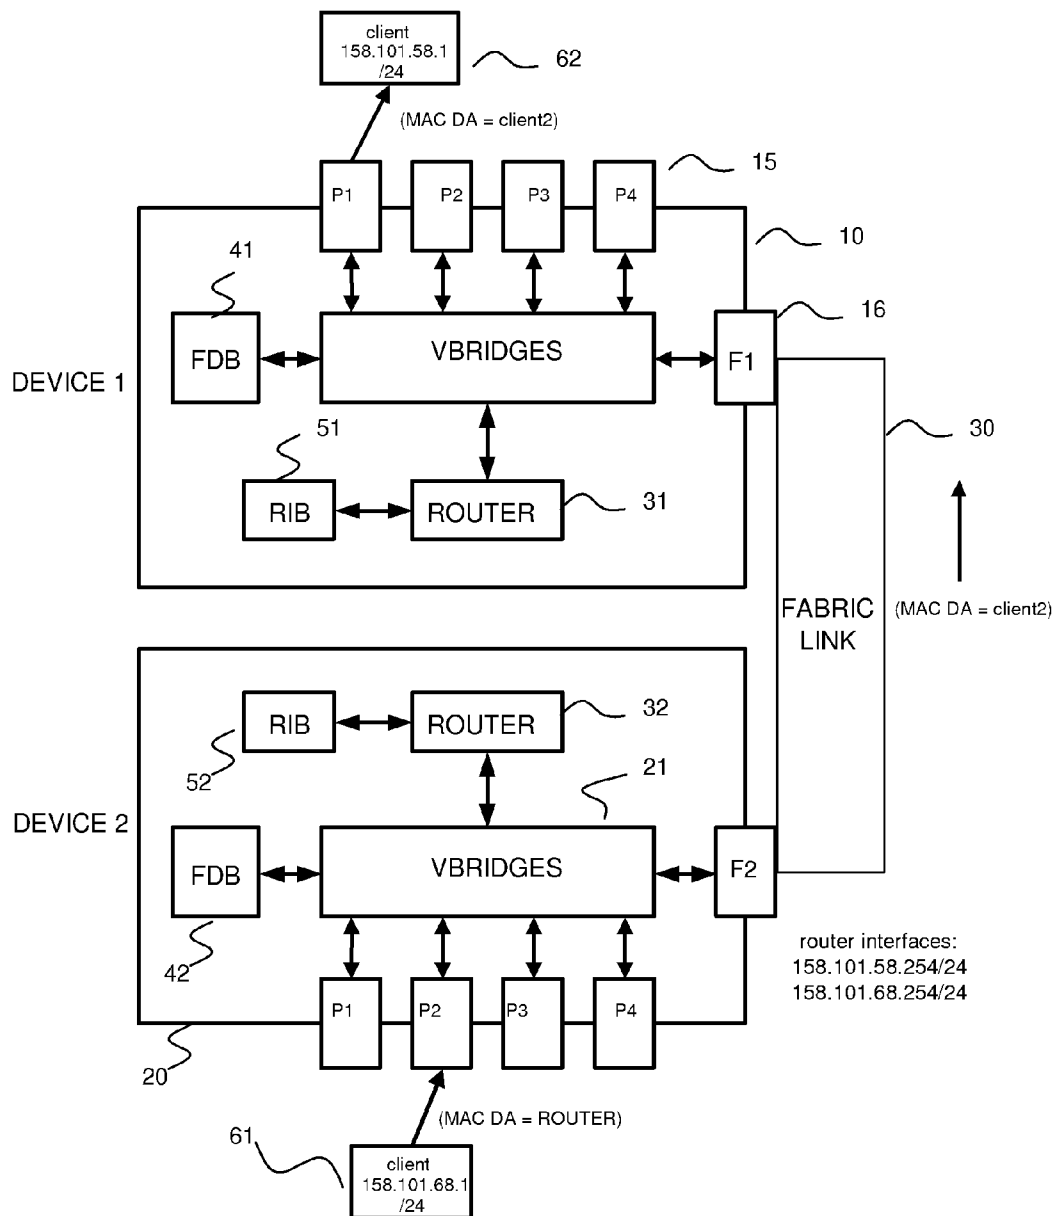 client
158.101.58.1
/24
62
(MAC DA = client2)
15
P1
P2
P3
P4
10
41
16
FDB
VBRIDGES
F1
DEVICE 1
51
30
RIB
ROUTER
31
FABRIC
LINK
(MAC DA = client2)
RIB
ROUTER
32
52
21
DEVICE 2
FDB
VBRIDGES
F2
42
router interfaces:
158.101.58.254/24
158.101.68.254/24
P1
P2
P3
P4
20
(MAC DA = ROUTER)
61
client
158.101.68.1
/24